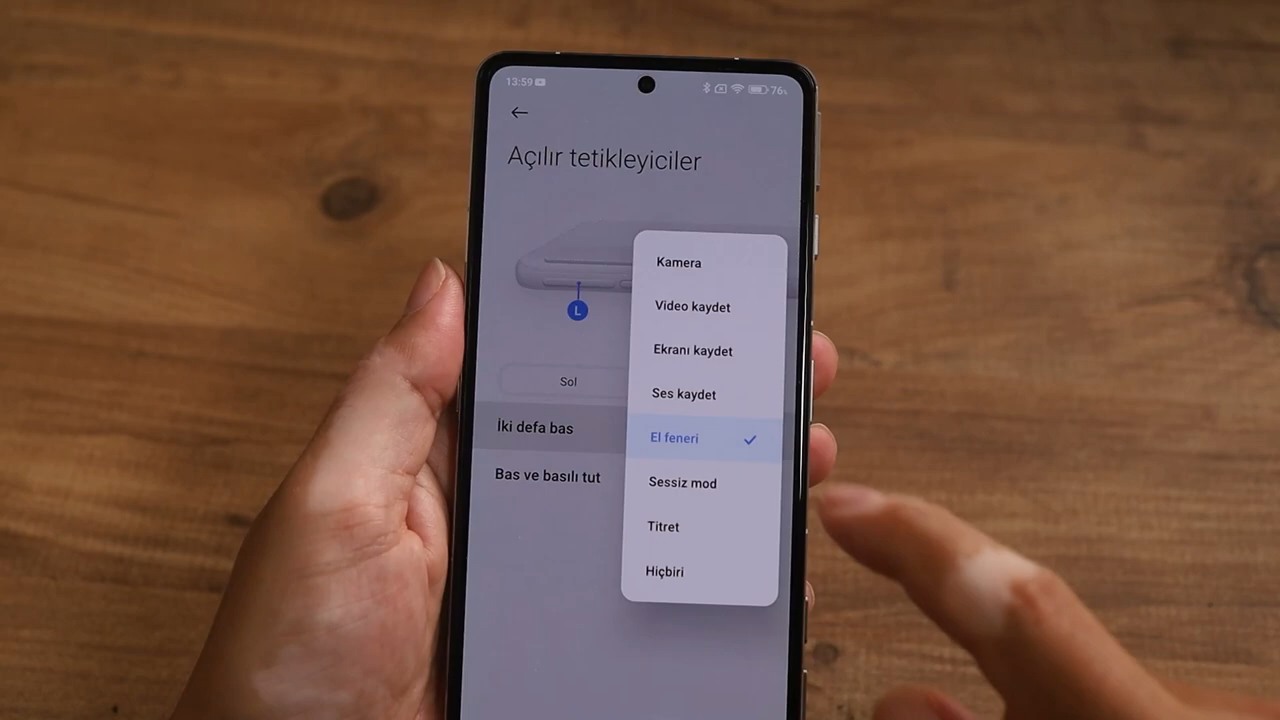 13:59
76%
Açılır tetikleyiciler
L
Sol
İki defa bas
Bas ve basılı tut
Kamera
Video kaydet
Ekranı kaydet
Ses kaydet
El feneri
Sessiz mod
Titret
Hiçbiri